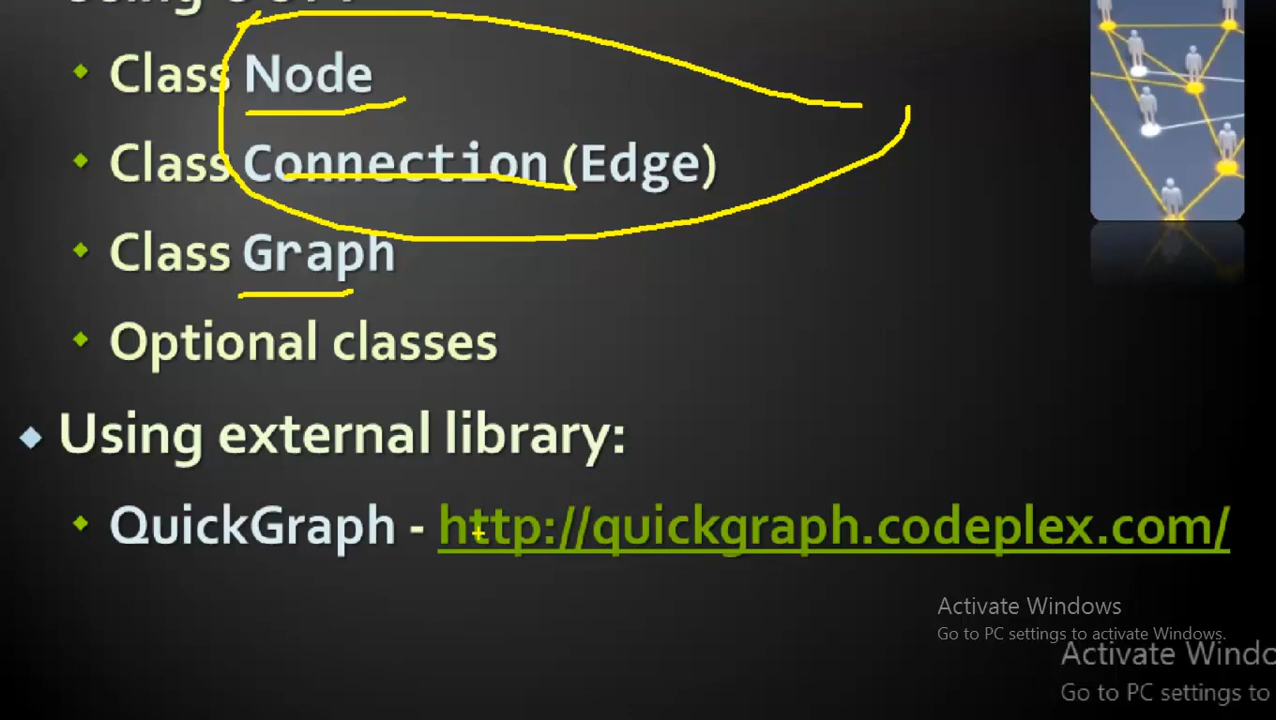 Class Node
Class Connection (Edge)
Class Graph
Optional classes
Using external library:
QuickGraph - http://quickgraph.codeplex.com/
Activate Windows
Go to PC settings to activate Windows.
Activate Windo
Go to PC settings to